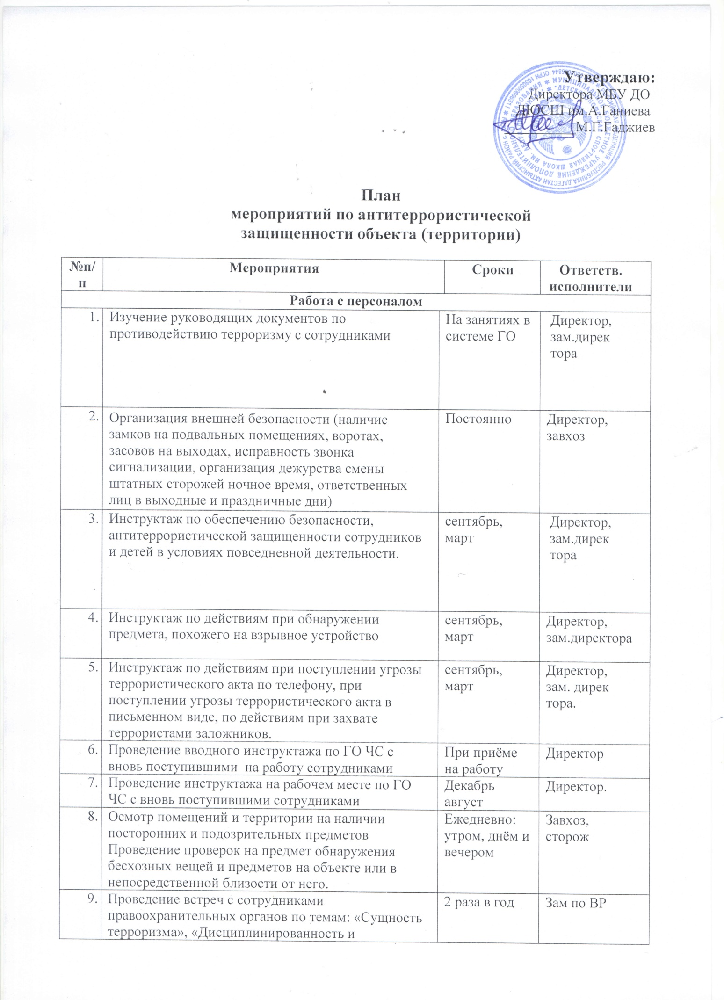 Утверждаю:
Директора МБУ ДО
ДЮСШ им.А.Ганиева
__________М.Г.Гаджиев
План
мероприятий по антитеррористической
защищенности объекта (территории)
№п/
п
Мероприятия
Сроки
Ответств.
исполнители
Работа с персоналом
1.
Изучение руководящих документов по
противодействию терроризму с сотрудниками
На занятиях в
системе ГО
Директор,
зам.дирек
тора
2.
Организация внешней безопасности (наличие
замков на подвальных помещениях, воротах,
засовов на выходах, исправность звонка
сигнализации, организация дежурства смены
штатных сторожей ночное время, ответственных
лиц в выходные и праздничные дни)
Постоянно
Директор,
завхоз
3.
Инструктаж по обеспечению безопасности,
антитеррористической защищенности сотрудников
и детей в условиях повседневной деятельности.
сентябрь,
март
Директор,
зам.дирек
тора
4.
Инструктаж по действиям при обнаружении
предмета, похожего на взрывное устройство
сентябрь,
март
Директор,
зам.директора
5.
Инструктаж по действиям при поступлении угрозы
террористического акта по телефону, при
поступлении угрозы террористического акта в
письменном виде, по действиям при захвате
террористами заложников.
сентябрь,
март
Директор,
зам. дирек
тора.
6.
Проведение вводного инструктажа по ГО ЧС с
вновь поступившими на работу сотрудниками
При приёме
на работу
Директор
7.
Проведение инструктажа на рабочем месте по ГО
ЧС с вновь поступившими сотрудниками
Декабрь
август
Директор.
8.
Осмотр помещений и территории на наличии
посторонних и подозрительных предметов
Проведение проверок на предмет обнаружения
бесхозных вещей и предметов на объекте или в
непосредственной близости от него.
Ежедневно:
утром, днём и
вечером
Завхоз,
сторож
9.
Проведение встреч с сотрудниками
правоохранительных органов по темам: «Сущность
терроризма», «Дисциплинированность и
2 раза в год
Зам по ВР